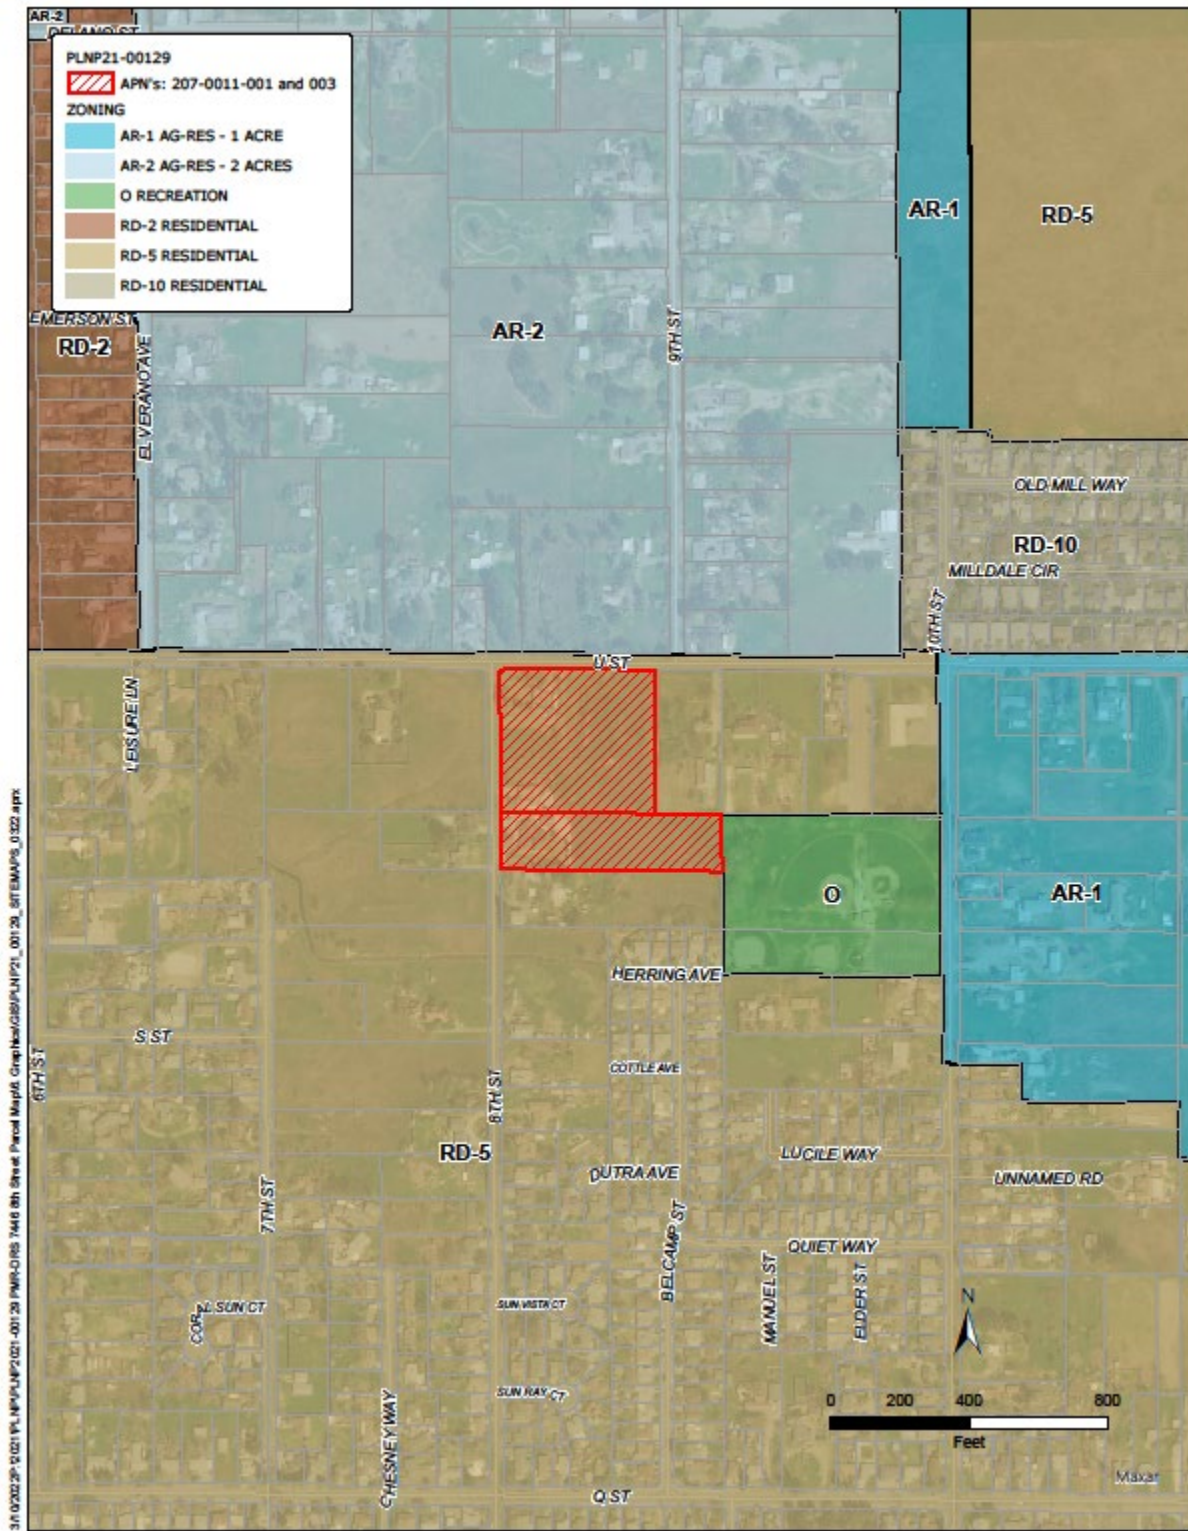 AR-2
DELANO ST
PLNP21-00129
APN's: 207-0011-001 and 003
ZONING
AR-1 AG-RES - 1 ACRE
AR-2 AG-RES - 2 ACRES
O RECREATION
RD-2 RESIDENTIAL
RD-5 RESIDENTIAL
RD-10 RESIDENTIAL
AR-1
RD-5
EMERSON ST
RD-2
EL VERANO AVE
AR-2
9TH ST
OLD MILL WAY
RD-10
MILLDALE CIR
10TH ST
U ST
LEISURE LN
O
AR-1
HERRING AVE
S ST
6TH ST
8TH ST
COTTLE AVE
RD-5
DUTRA AVE
LUCILE WAY
UNNAMED RD
7TH ST
BELCAMP ST
QUIET WAY
MANUEL ST
ELDER ST
CORAL SUN CT
SUN VISTA CT
N
SUN RAY CT
CHESNEY WAY
0 200 400 800
Feet
Maxar
Q ST